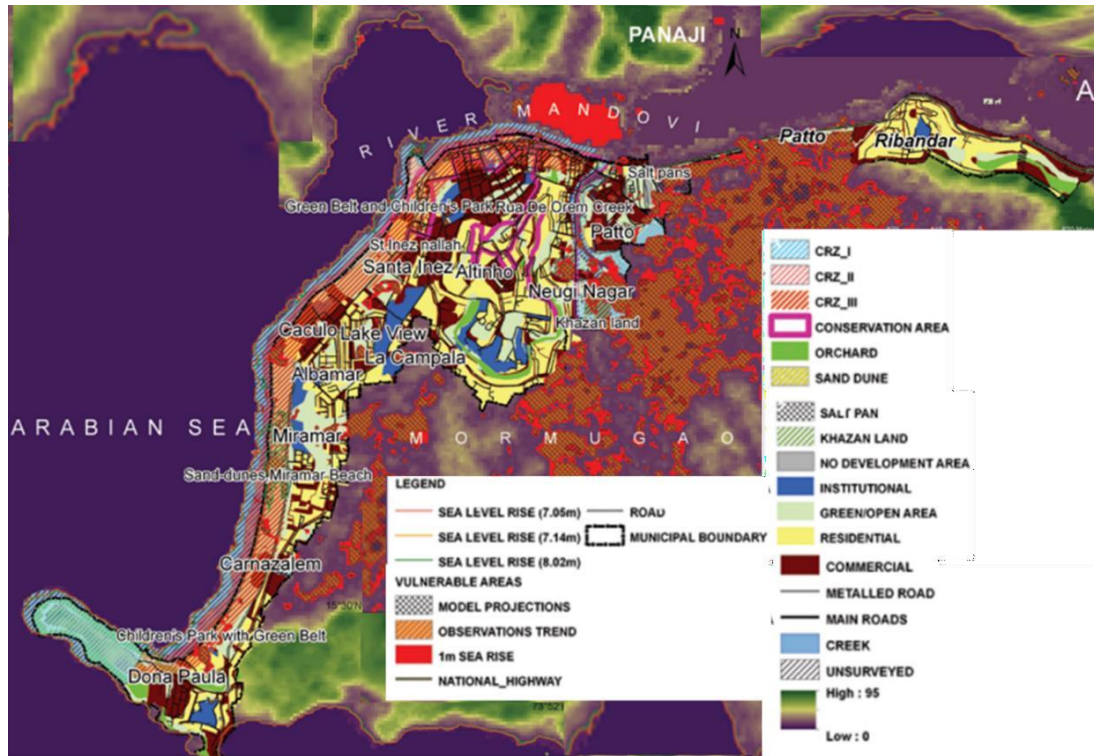 PANAJI
N
A
RIVER MANDOVI
Patto
Ribandar
Salt pans
Green Belt and Children's Park
Rua De Orem Creek
Patto
St Inez nallah
Santa Inez
Altinho
Neugi Nagar
Khazan land
Caculo
Lake View
La Campala
Albamar
ARABIAN SEA
Miramar
MORMUGAO
Sand-dunes Miramar Beach
Carnazalem
15°30'N
Children's Park with Green Belt
Dona Paula
73°52'
LEGEND
SEA LEVEL RISE (7.05m)
SEA LEVEL RISE (7.14m)
SEA LEVEL RISE (8.02m)
ROAD
MUNICIPAL BOUNDARY
VULNERABLE AREAS
MODEL PROJECTIONS
OBSERVATIONS TREND
1m SEA RISE
NATIONAL_HIGHWAY
CRZ_I
CRZ_II
CRZ_III
CONSERVATION AREA
ORCHARD
SAND DUNE
SALT PAN
KHAZAN LAND
NO DEVELOPMENT AREA
INSTITUTIONAL
GREEN/OPEN AREA
RESIDENTIAL
COMMERCIAL
METALLED ROAD
MAIN ROADS
CREEK
UNSURVEYED
High : 95
Low : 0